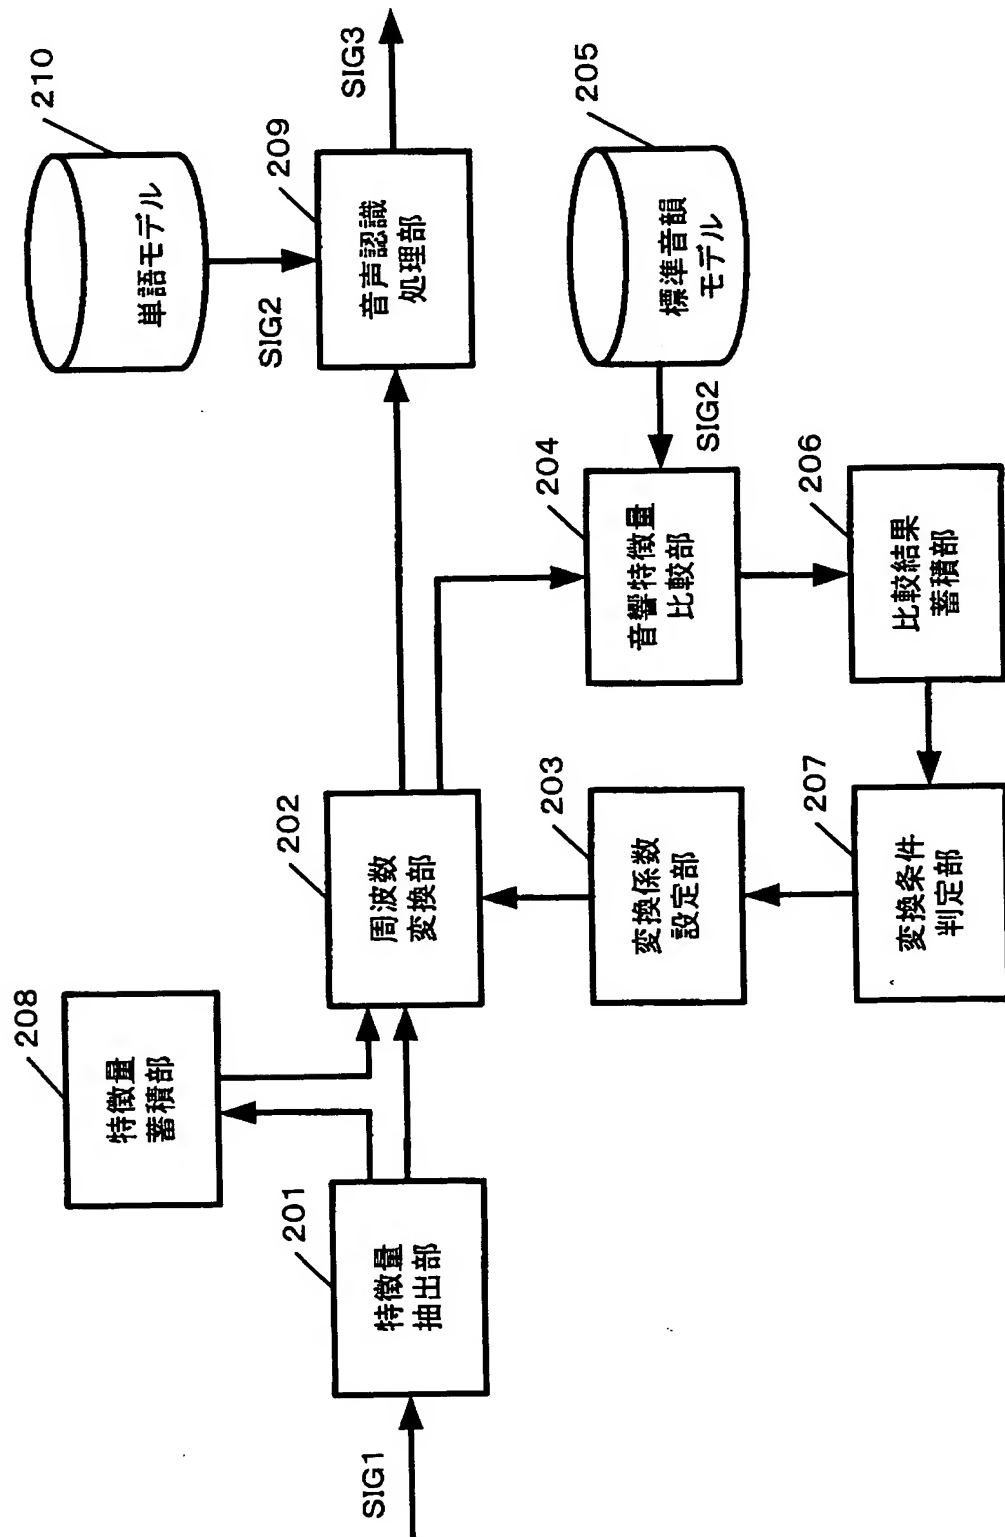 210
単語モデル
SIG2
209
音声認識
処理部
SIG3
205
標準音韻
モデル
SIG2
204
音響特徴量
比較部
206
比較結果
蓄積部
202
周波数
変換部
203
変換係数
設定部
207
変換条件
判定部
208
特徴量
蓄積部
201
特徴量
抽出部
SIG1